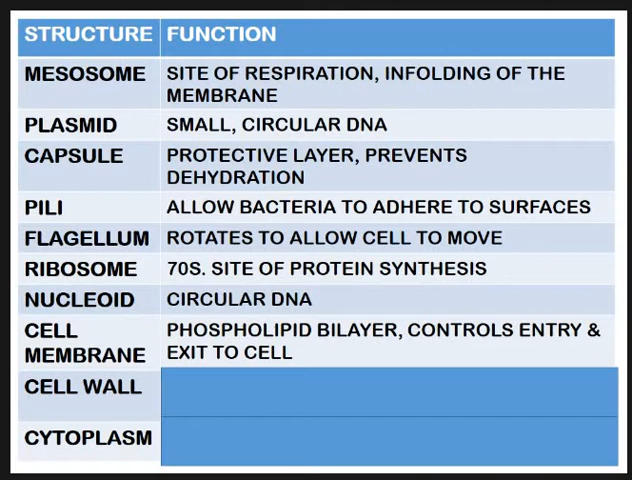 STRUCTURE FUNCTION
MESOSOME SITE OF RESPIRATION, INFOLDING OF THE
MEMBRANE
PLASMID SMALL, CIRCULAR DNA
CAPSULE PROTECTIVE LAYER, PREVENTS
DEHYDRATION
PILI ALLOW BACTERIA TO ADHERE TO SURFACES
FLAGELLUM ROTATES TO ALLOW CELL TO MOVE
RIBOSOME 70S. SITE OF PROTEIN SYNTHESIS
NUCLEOID CIRCULAR DNA
CELL PHOSPHOLIPID BILAYER, CONTROLS ENTRY &
MEMBRANE EXIT TO CELL
CELL WALL
CYTOPLASM